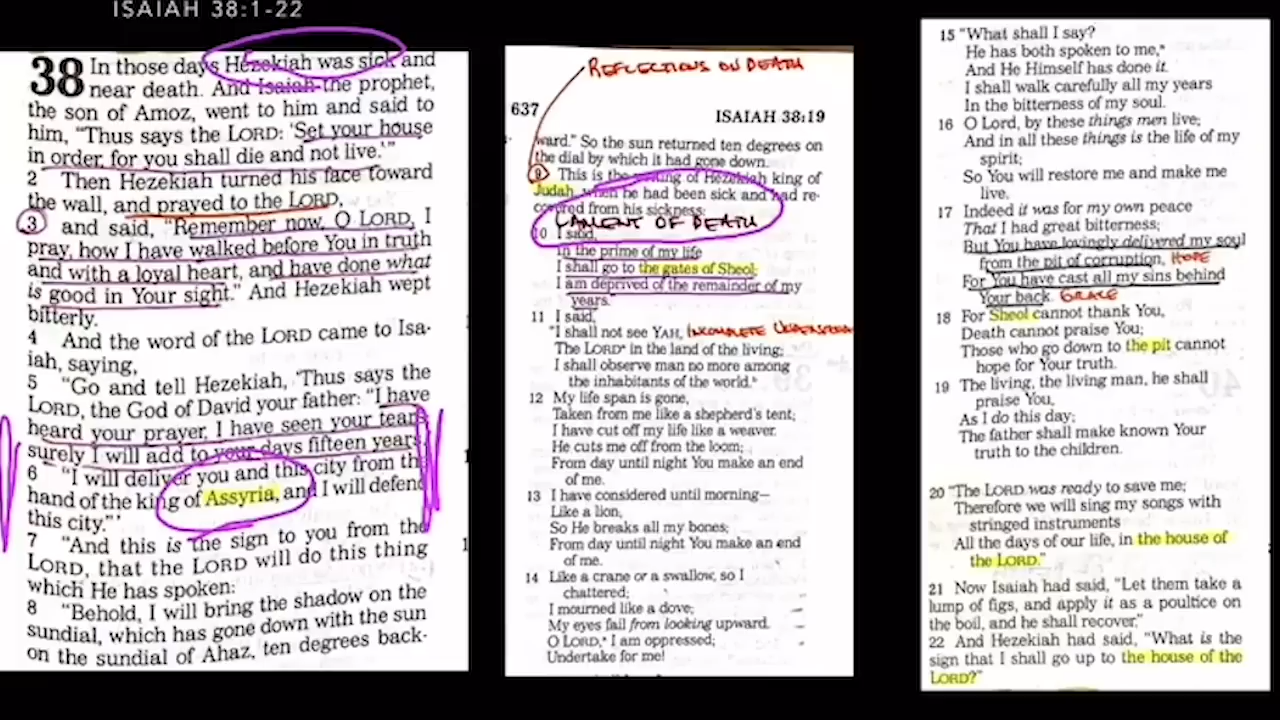 ISAIAH 38:1-22
38 In those days Hezekiah was sick and
near death. And Isaiah the prophet,
the son of Amoz, went to him and said to
him, "Thus says the LORD: 'Set your house
in order, for you shall die and not live.'"
2 Then Hezekiah turned his face toward
the wall, and prayed to the LORD,
3 and said, "Remember now, O LORD, I
pray, how I have walked before You in truth
and with a loyal heart, and have done what
is good in Your sight." And Hezekiah wept
bitterly.
4 And the word of the LORD came to Isa-
iah, saying,
5 "Go and tell Hezekiah, 'Thus says the
LORD, the God of David your father: "I have
heard your prayer, I have seen your tears;
surely I will add to your days fifteen years.
6 "I will deliver you and this city from the
hand of the king of Assyria, and I will defend
this city."'
7 "And this is the sign to you from the
LORD, that the LORD will do this thing
which He has spoken:
8 "Behold, I will bring the shadow on the
sundial, which has gone down with the sun
on the sundial of Ahaz, ten degrees back-
REFLECTIONS ON DEATH
637
ISAIAH 38:19
ward." So the sun returned ten degrees on
the dial by which it had gone down.
9 This is the writing of Hezekiah king of
Judah, when he had been sick and had re-
covered from his sickness:
LAMENT OF DEATH
10 I said,
"In the prime of my life
I shall go to the gates of Sheol;
I am deprived of the remainder of my
years."
11 I said,
"I shall not see YAH, INCOMPLETE
The LORD* in the land of the living;
I shall observe man no more among
the inhabitants of the world.*
12 My life span is gone,
Taken from me like a shepherd's tent;
I have cut off my life like a weaver.
He cuts me off from the loom;
From day until night You make an end
of me.
13 I have considered until morning—
Like a lion,
So He breaks all my bones;
From day until night You make an end
of me.
14 Like a crane or a swallow, so I
chattered;
I mourned like a dove;
My eyes fail from looking upward.
O LORD,* I am oppressed;
Undertake for me!
15 "What shall I say?
He has both spoken to me,*
And He Himself has done it.
I shall walk carefully all my years
In the bitterness of my soul.
16 O Lord, by these things men live;
And in all these things is the life of my
spirit;
So You will restore me and make me
live.
17 Indeed it was for my own peace
That I had great bitterness;
But You have lovingly delivered my soul
from the pit of corruption, HOPE
For You have cast all my sins behind
Your back. GRACE
18 For Sheol cannot thank You,
Death cannot praise You;
Those who go down to the pit cannot
hope for Your truth.
19 The living, the living man, he shall
praise You,
As I do this day;
The father shall make known Your
truth to the children.
20 "The LORD was ready to save me;
Therefore we will sing my songs with
stringed instruments
All the days of our life, in the house of
the LORD."
21 Now Isaiah had said, "Let them take a
lump of figs, and apply it as a poultice on
the boil, and he shall recover."
22 And Hezekiah had said, "What is the
sign that I shall go up to the house of the
LORD?"